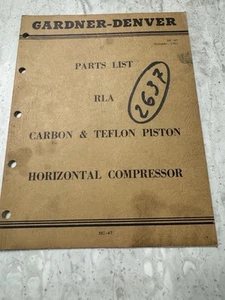 GARDNER-DENVER
PARTS LIST
RLA
2637
CARBON & TEFLON PISTON
HORIZONTAL COMPRESSOR